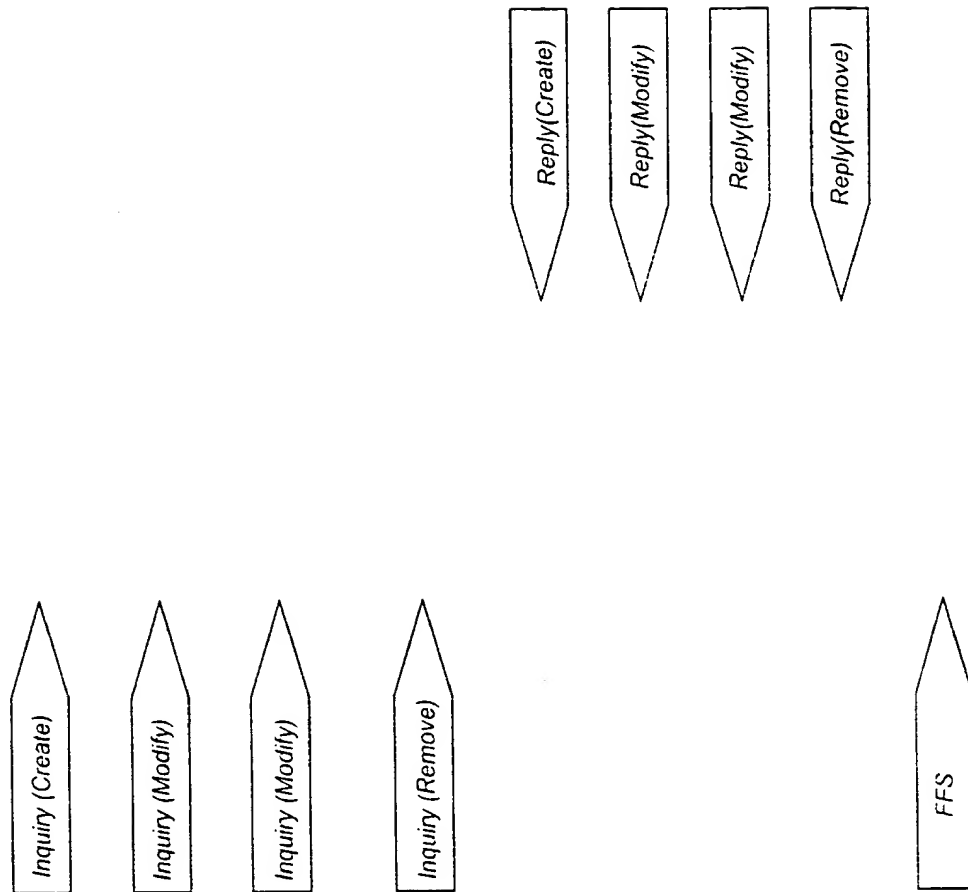 Inquiry (Create)
Inquiry (Modify)
Inquiry (Modify)
Inquiry (Remove)
Reply(Create)
Reply(Modify)
Reply(Modify)
Reply(Remove)
FFS